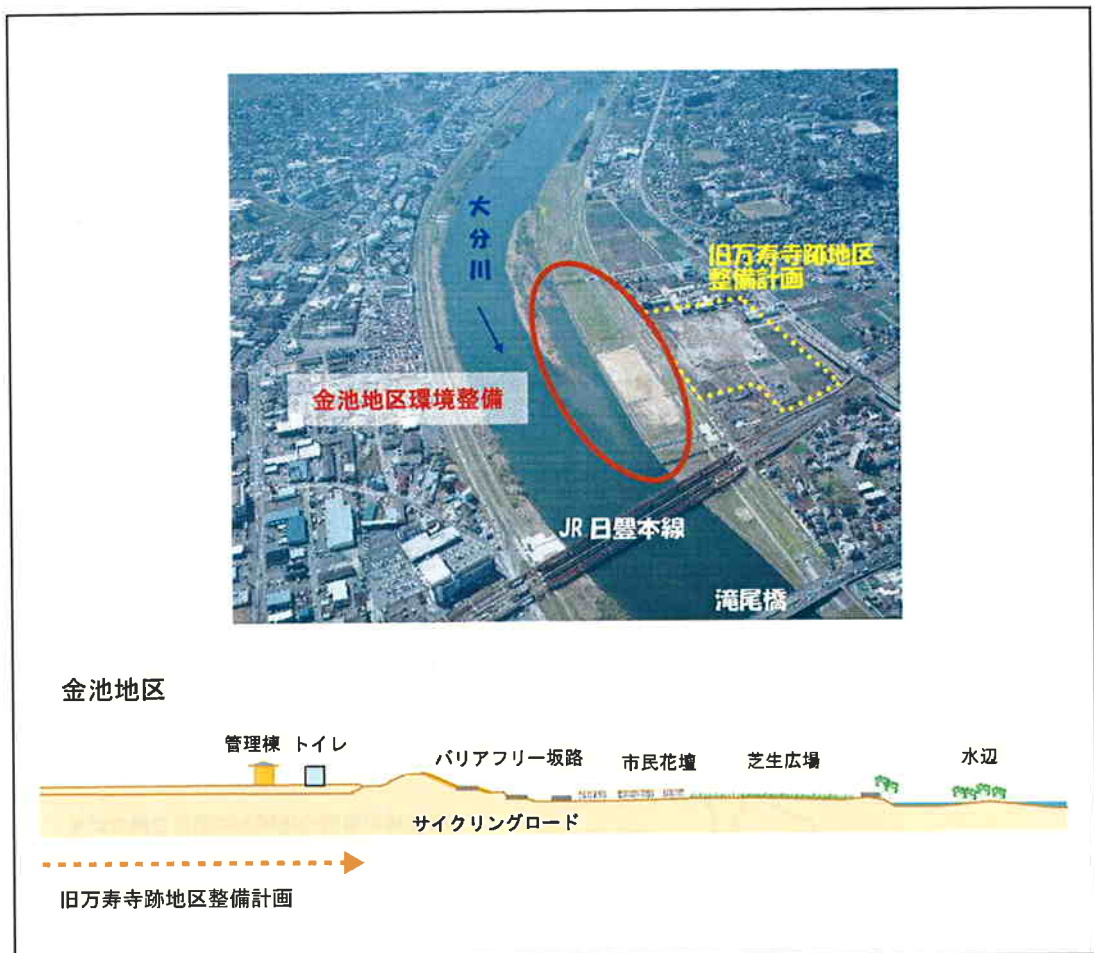 大分川
旧万寿寺跡地区
整備計画
金池地区環境整備
JR 日豊本線
滝尾橋
金池地区
管理棟
トイレ
バリアフリー坂路
市民花壇
芝生広場
水辺
サイクリングロード
旧万寿寺跡地区整備計画